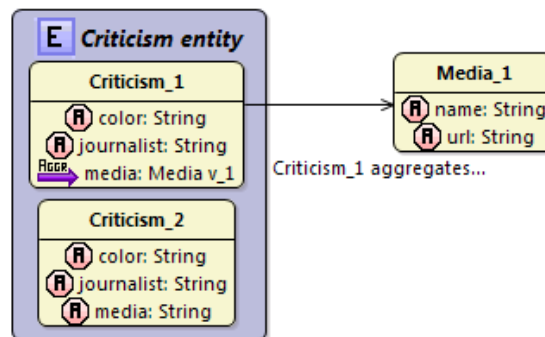 E Criticism entity
Criticism_1
A color: String
A journalist: String
AGGR. media: Media v_1
Media_1
A name: String
A url: String
Criticism_1 aggregates...
Criticism_2
A color: String
A journalist: String
A media: String